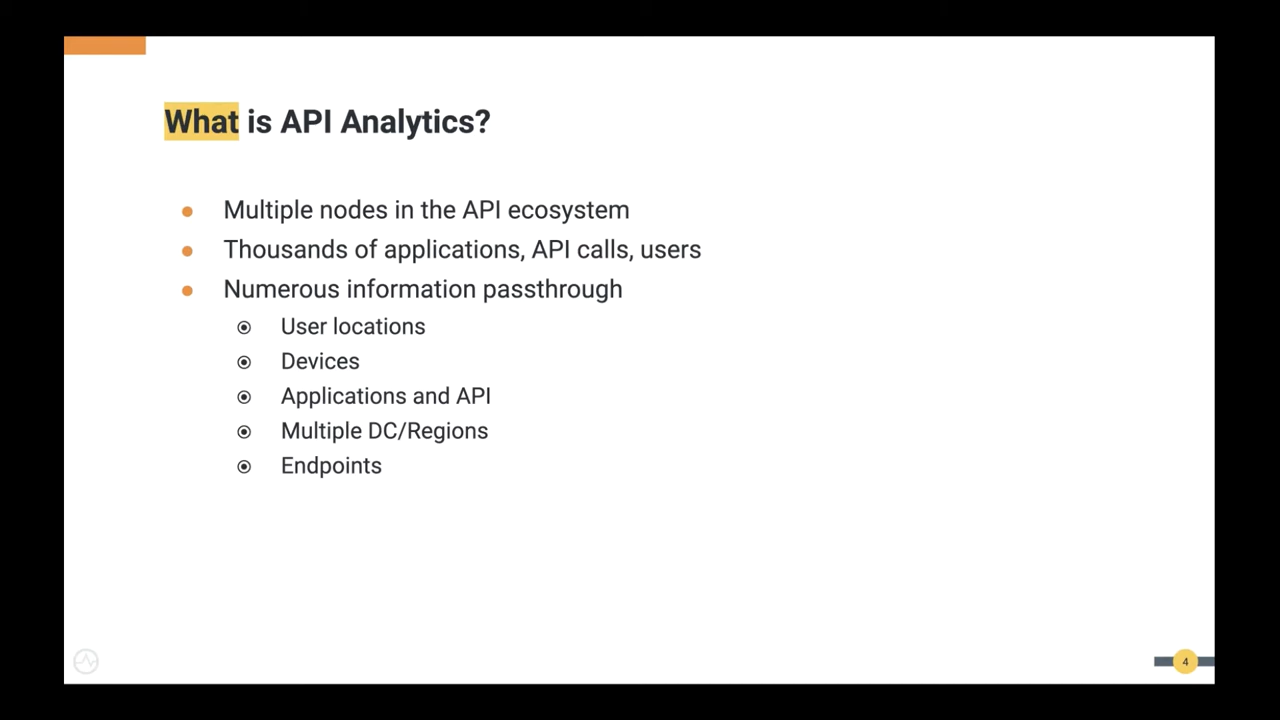 What is API Analytics?
Multiple nodes in the API ecosystem
Thousands of applications, API calls, users
Numerous information passthrough
User locations
Devices
Applications and API
Multiple DC/Regions
Endpoints
4